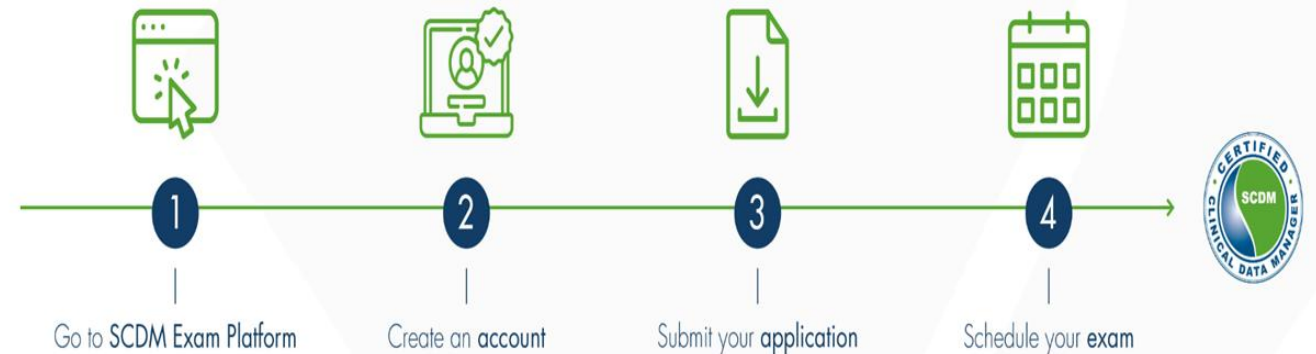 1
2
3
4
CERTIFIED
SCDM
CLINICAL DATA MANAGER
Go to SCDM Exam Platform
Create an account
Submit your application
Schedule your exam